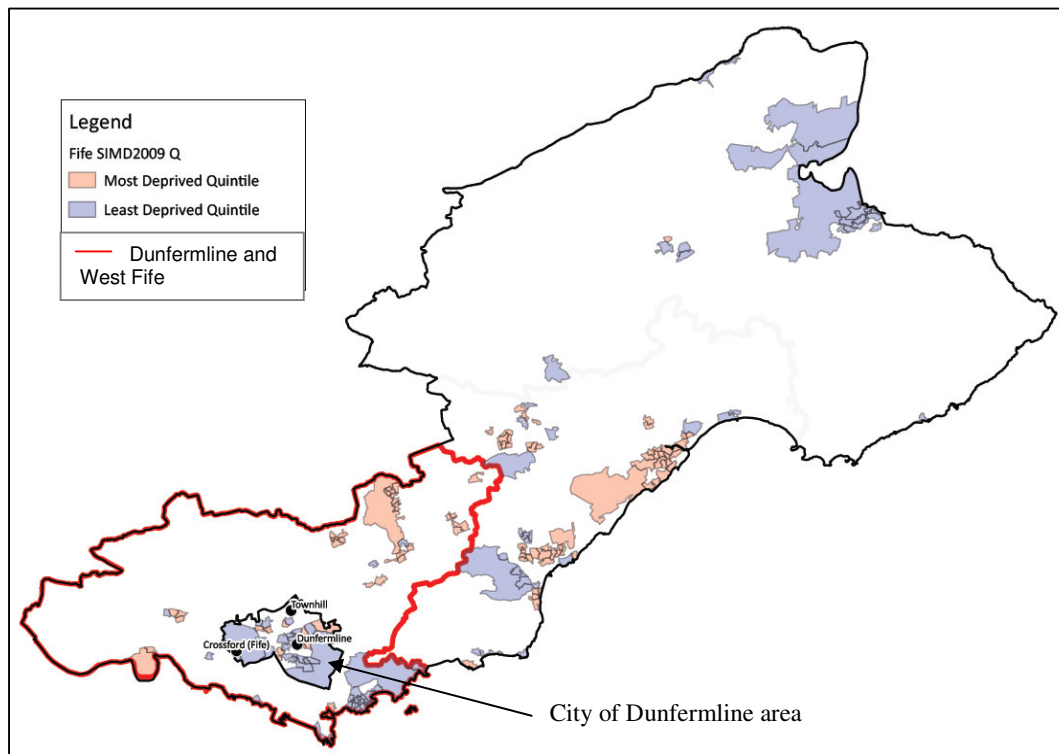 Legend
Fife SIMD2009 Q
Most Deprived Quintile
Least Deprived Quintile
Dunfermline and
West Fife
Townhill
Crossford (Fife)
Dunfermline
City of Dunfermline area